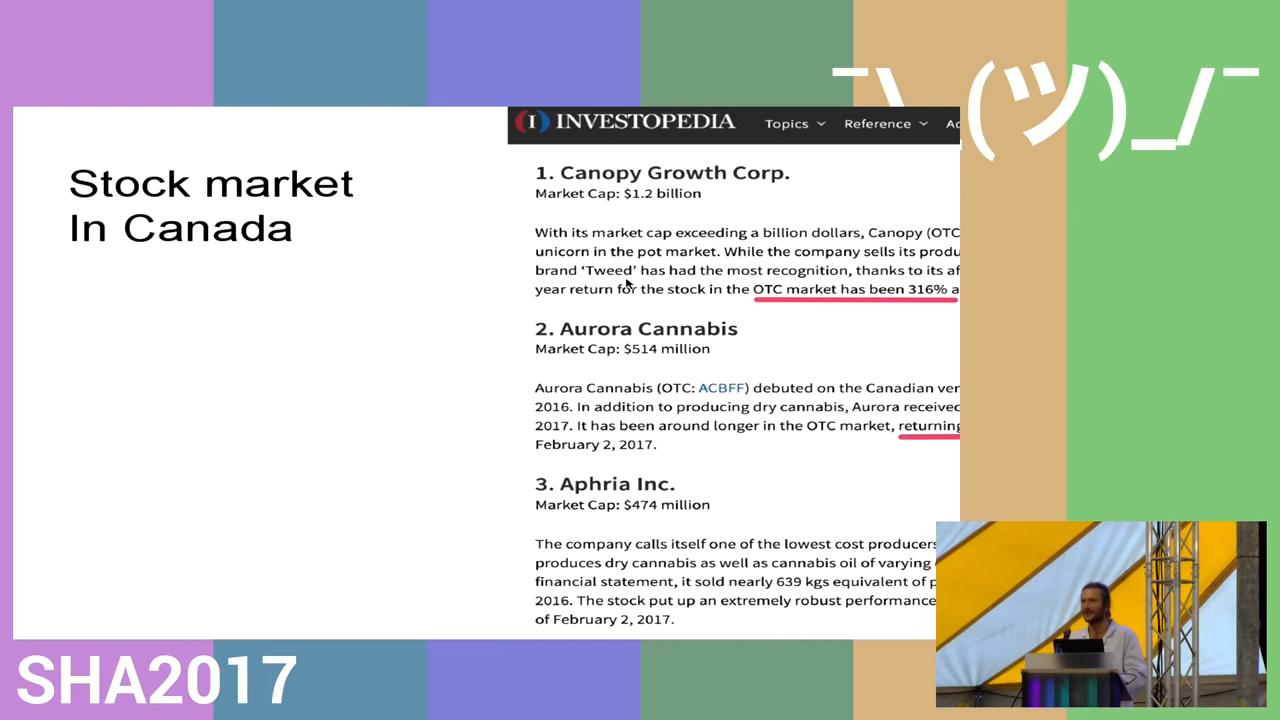 ¯\_(ツ)_/¯
Stock market
In Canada
INVESTOPEDIA
Topics Reference
1. Canopy Growth Corp.
Market Cap: $1.2 billion
With its market cap exceeding a billion dollars, Canopy (OTC
unicorn in the pot market. While the company sells its produ
brand ‘Tweed’ has had the most recognition, thanks to its af
year return for the stock in the OTC market has been 316% a
2. Aurora Cannabis
Market Cap: $514 million
Aurora Cannabis (OTC: ACBFF) debuted on the Canadian ven
2016. In addition to producing dry cannabis, Aurora received
2017. It has been around longer in the OTC market, returning
February 2, 2017.
3. Aphria Inc.
Market Cap: $474 million
The company calls itself one of the lowest cost producers
produces dry cannabis as well as cannabis oil of varying
financial statement, it sold nearly 639 kgs equivalent of p
2016. The stock put up an extremely robust performance
of February 2, 2017.
SHA2017